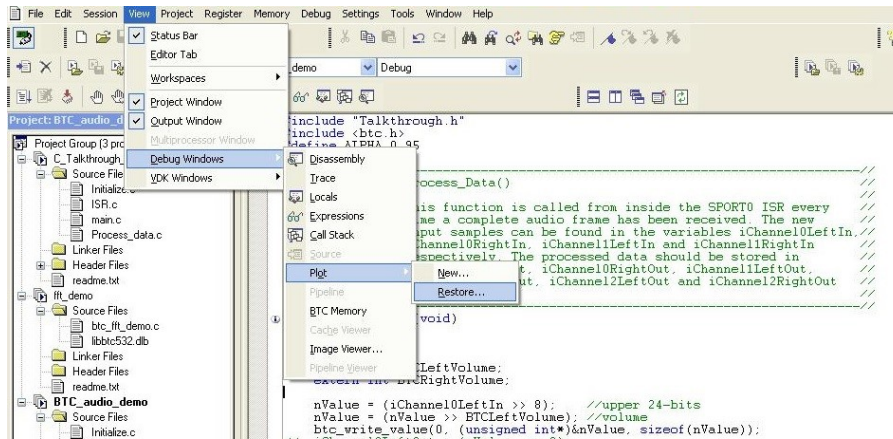 File Edit Session View Project Register Memory Debug Settings Tools Window Help
Status Bar
Editor Tab
Workspaces
Project Window
Output Window
Multiprocessor Window
Debug Windows
VDK Windows
_demo
Debug
Project: BTC_audio_d
Project Group (3 pro
C_Talkthrough_
Source File
Initialize.c
ISR.c
main.c
Process_data.c
Linker Files
Header Files
readme.txt
fft_demo
Source Files
btc_fft_demo.c
libbtc532.dlb
Linker Files
Header Files
readme.txt
BTC_audio_demo
Source Files
Initialize.c
Disassembly
Trace
Locals
Expressions
Call Stack
Source
Plot
Pipeline
BTC Memory
Cache Viewer
Image Viewer...
Pipeline Viewer
New...
Restore...
include "Talkthrough.h"
include <btc.h>
define ALPHA 0.95
-----//
rocess_Data() //
//
his function is called from inside the SPORT0 ISR every //
me a complete audio frame has been received. The new //
put samples can be found in the variables iChannel0LeftIn,//
Channel0RightIn, iChannel1LeftIn and iChannel1RightIn //
espectively. The processed data should be stored in //
t, iChannel0RightOut, iChannel1LeftOut, //
ut, iChannel2LeftOut and iChannel2RightOut //
//
-----//
(void)
CLeftVolume;
extern int BTCRightVolume;
nValue = (iChannel0LeftIn >> 8); //upper 24-bits
nValue = (nValue >> BTCLeftVolume); //volume
btc_write_value(0, (unsigned int*)&nValue, sizeof(nValue));